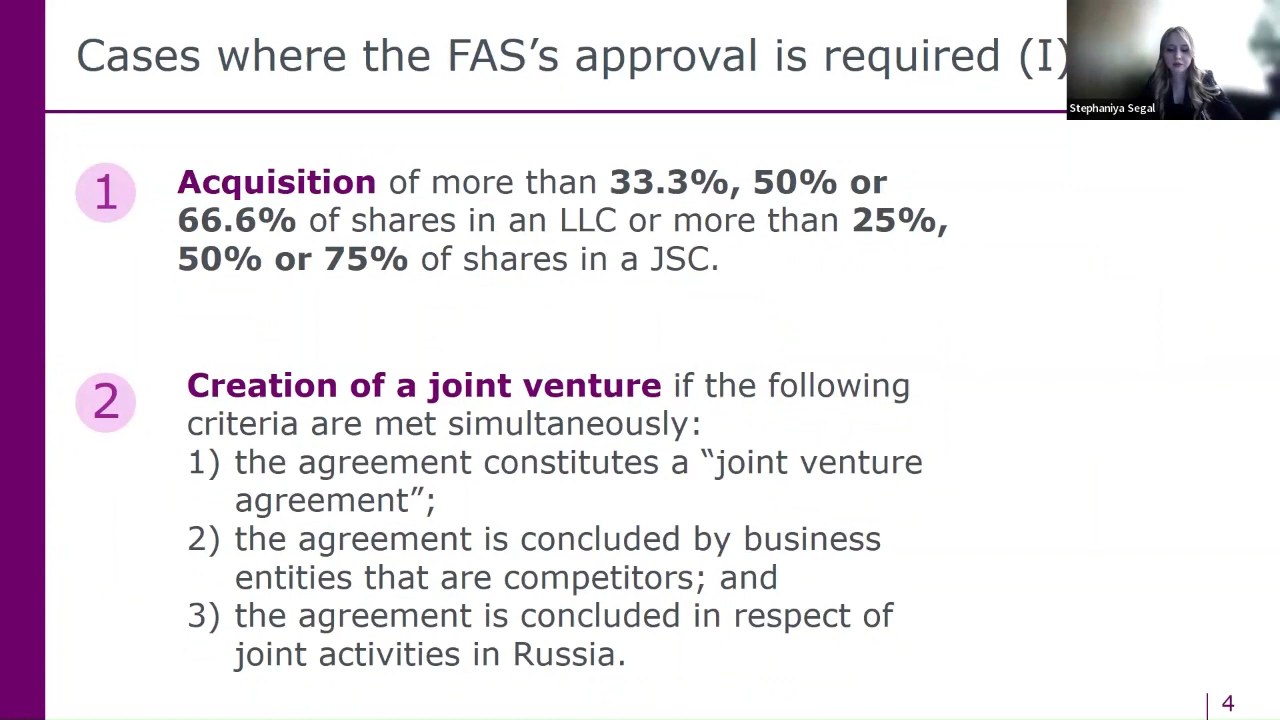 Cases where the FAS’s approval is required (I)
Stephaniya Segal
1
Acquisition of more than 33.3%, 50% or
66.6% of shares in an LLC or more than 25%,
50% or 75% of shares in a JSC.
2
Creation of a joint venture if the following
criteria are met simultaneously:
1) the agreement constitutes a “joint venture
agreement”;
2) the agreement is concluded by business
entities that are competitors; and
3) the agreement is concluded in respect of
joint activities in Russia.
4